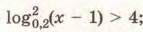 log²₀,₂(x − 1) > 4;